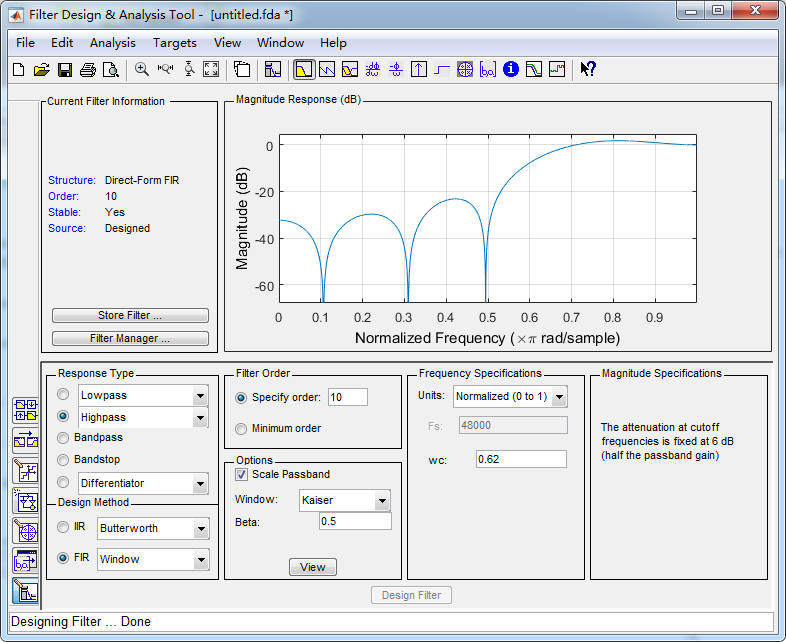 Filter Design & Analysis Tool - [untitled.fda *]
File Edit Analysis Targets View Window Help
Current Filter Information
Structure: Direct-Form FIR
Order: 10
Stable: Yes
Source: Designed
Store Filter ...
Filter Manager ...
Magnitude Response (dB)
Magnitude (dB)
0
-20
-40
-60
0 0.1 0.2 0.3 0.4 0.5 0.6 0.7 0.8 0.9
Normalized Frequency (×π rad/sample)
Response Type
Lowpass
Highpass
Bandpass
Bandstop
Differentiator
Design Method
IIR Butterworth
FIR Window
Filter Order
Specify order: 10
Minimum order
Options
Scale Passband
Window: Kaiser
Beta: 0.5
View
Frequency Specifications
Units: Normalized (0 to 1)
Fs: 48000
wc: 0.62
Magnitude Specifications
The attenuation at cutoff
frequencies is fixed at 6 dB
(half the passband gain)
Design Filter
Designing Filter ... Done